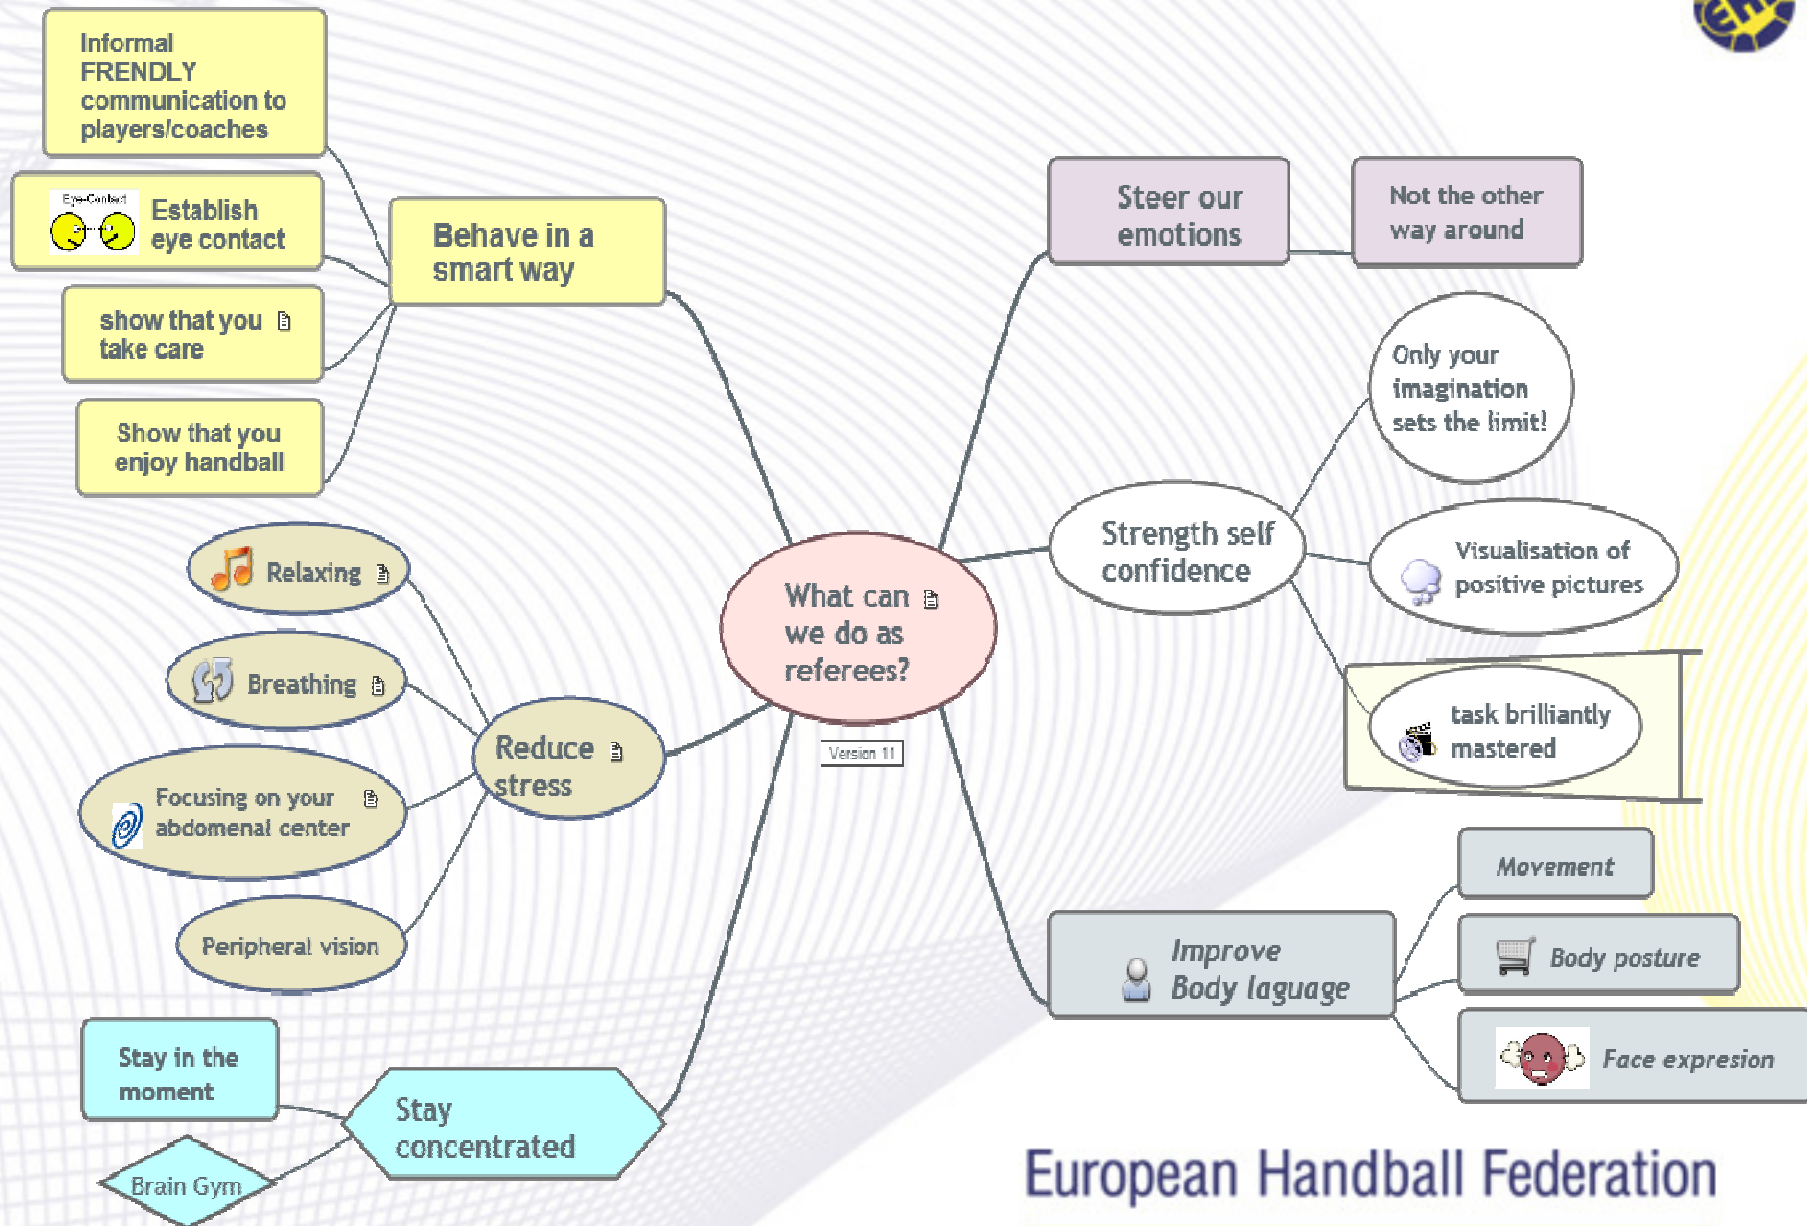 EHF
Informal
FRENDLY
communication to
players/coaches
Eye-Contact
Establish
eye contact
show that you
take care
Show that you
enjoy handball
Behave in a
smart way
Steer our
emotions
Not the other
way around
Only your
imagination
sets the limit!
Strength self
confidence
Visualisation of
positive pictures
task brilliantly
mastered
What can
we do as
referees?
Version 11
Relaxing
Breathing
Reduce
stress
Focusing on your
abdomenal center
Peripheral vision
Movement
Improve
Body laguage
Body posture
Face expresion
Stay in the
moment
Stay
concentrated
Brain Gym
European Handball Federation